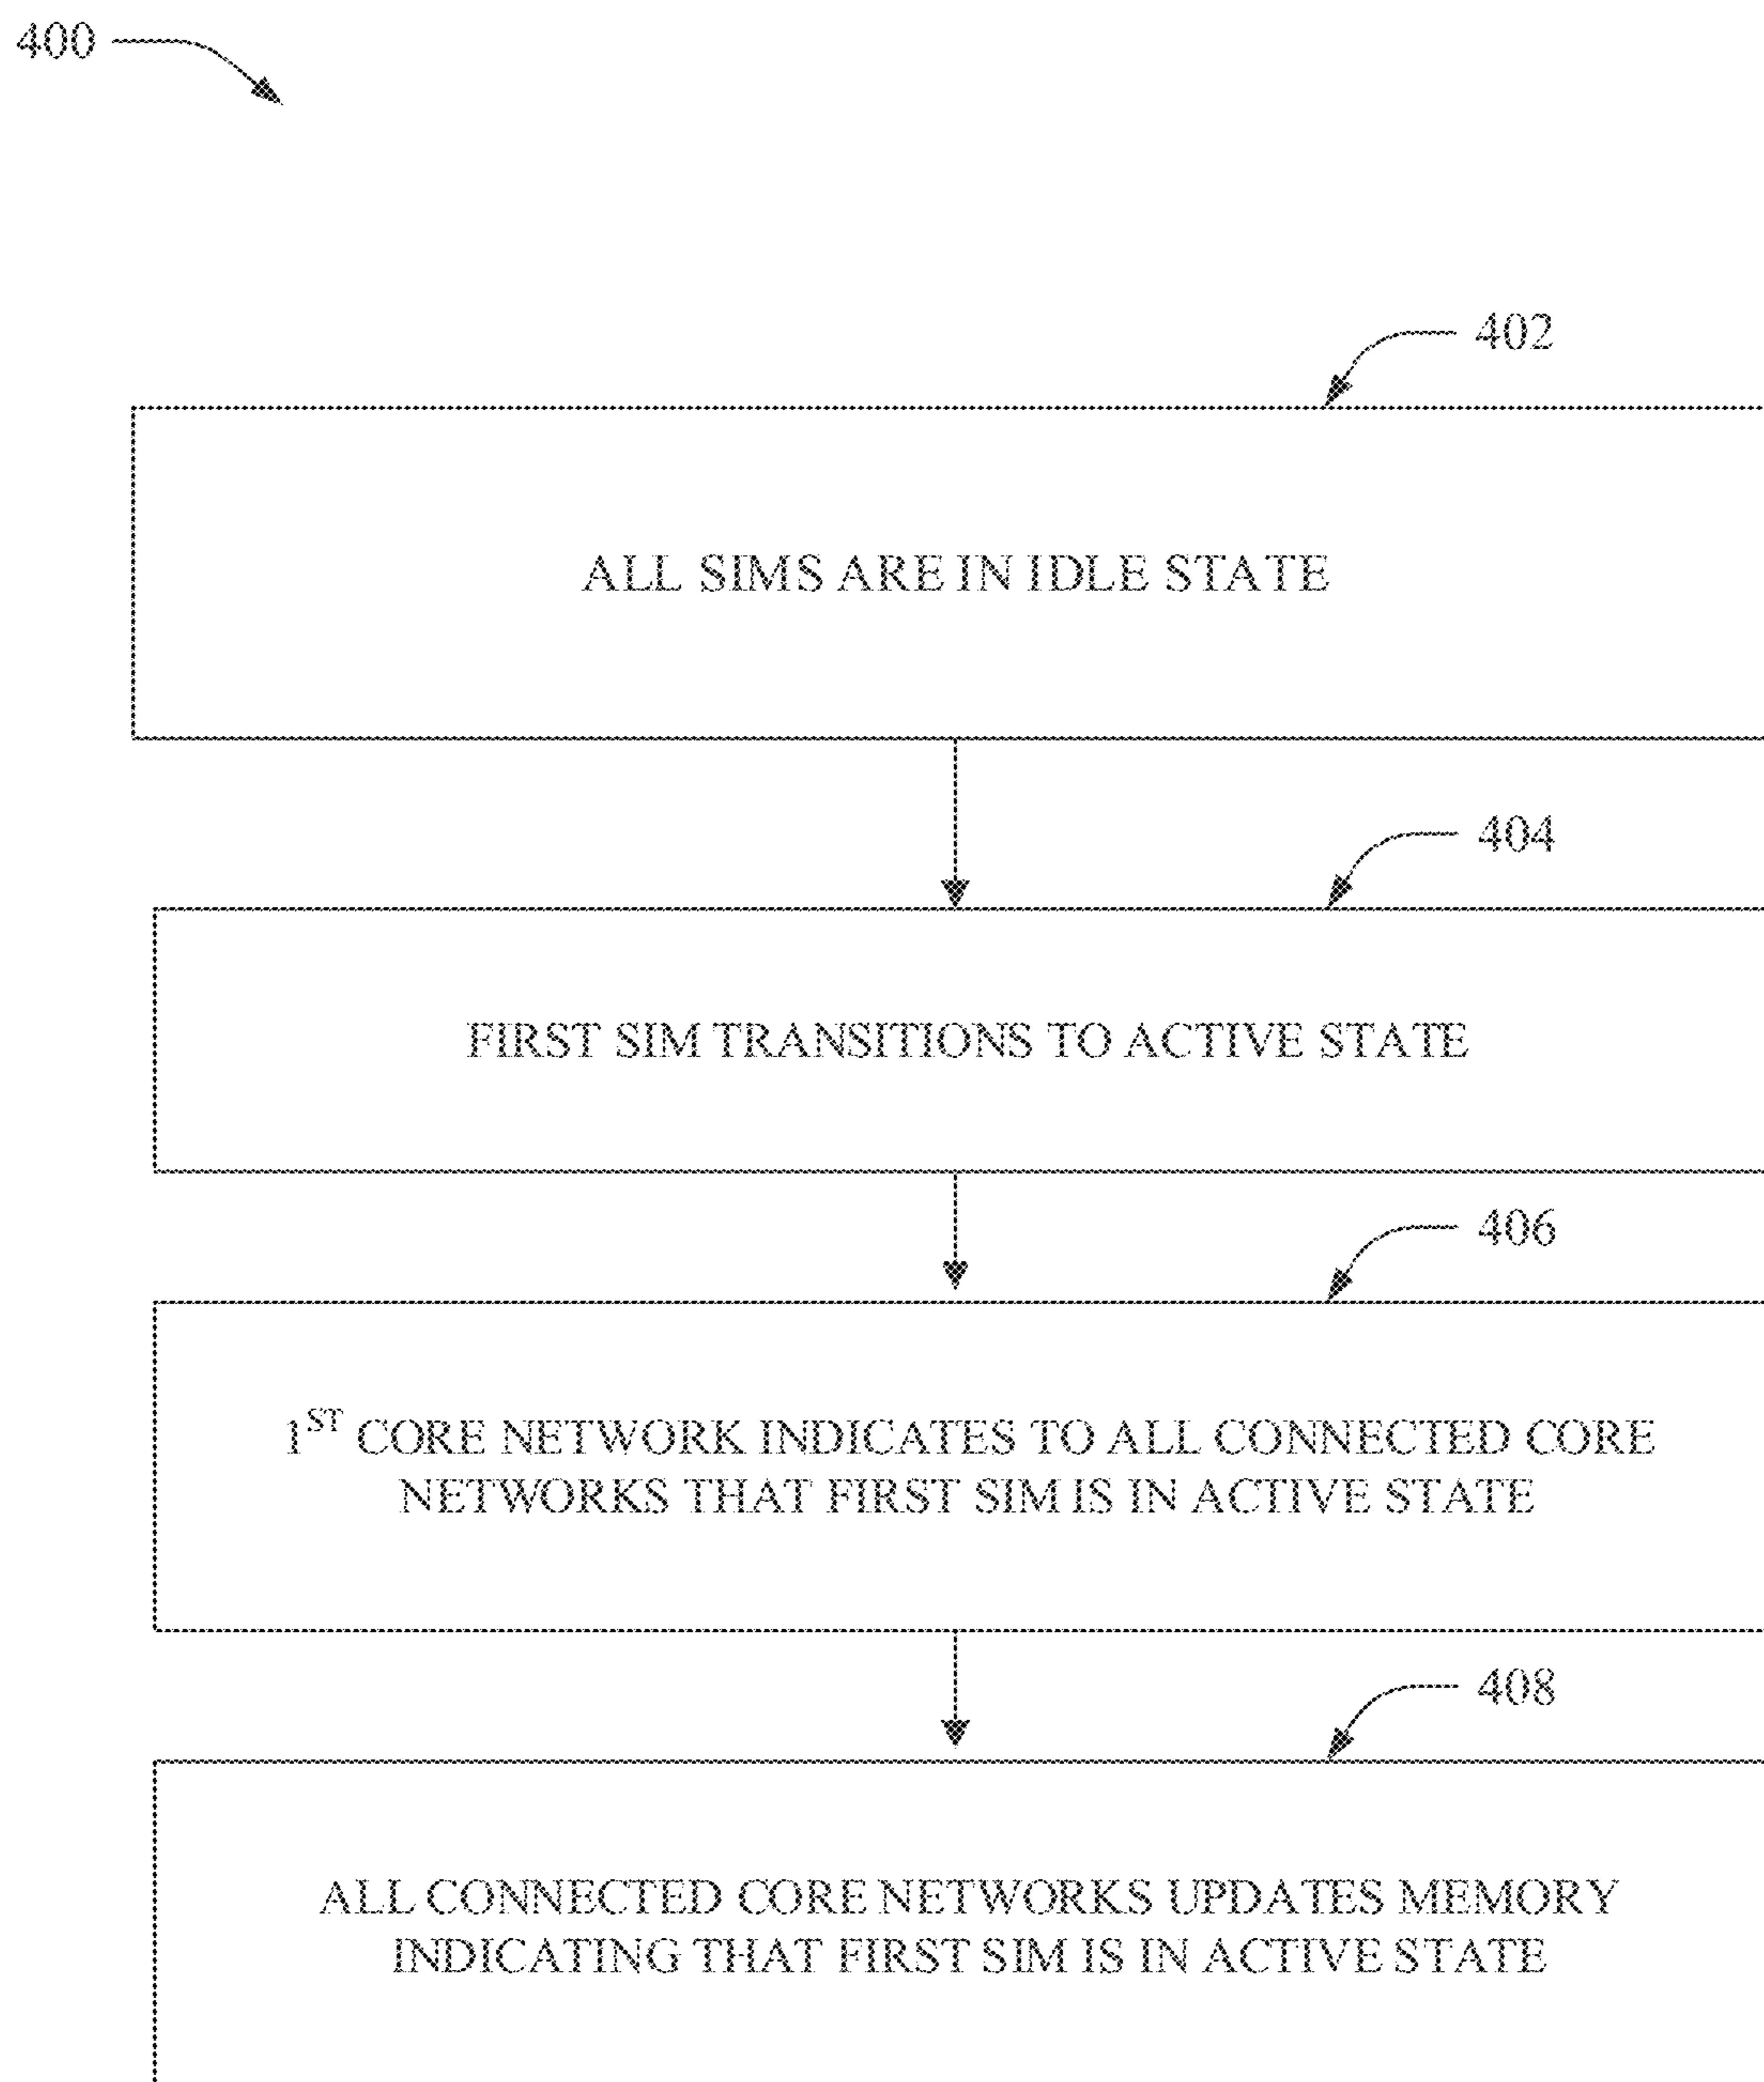 400
402
ALL SIMS ARE IN IDLE STATE
404
FIRST SIM TRANSITIONS TO ACTIVE STATE
406
1ST CORE NETWORK INDICATES TO ALL CONNECTED CORE
NETWORKS THAT FIRST SIM IS IN ACTIVE STATE
408
ALL CONNECTED CORE NETWORKS UPDATES MEMORY
INDICATING THAT FIRST SIM IS IN ACTIVE STATE